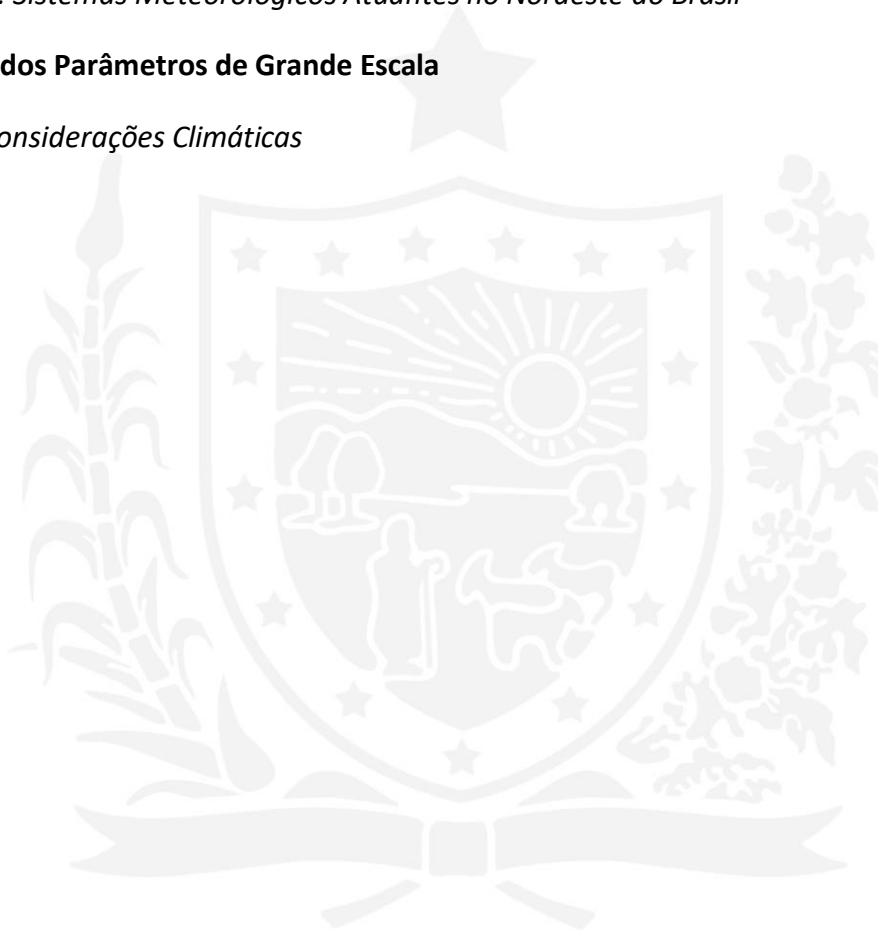 . Sistemas Meteorológicos Atuantes no Nordeste do Brasil
dos Parâmetros de Grande Escala
onsiderações Climáticas